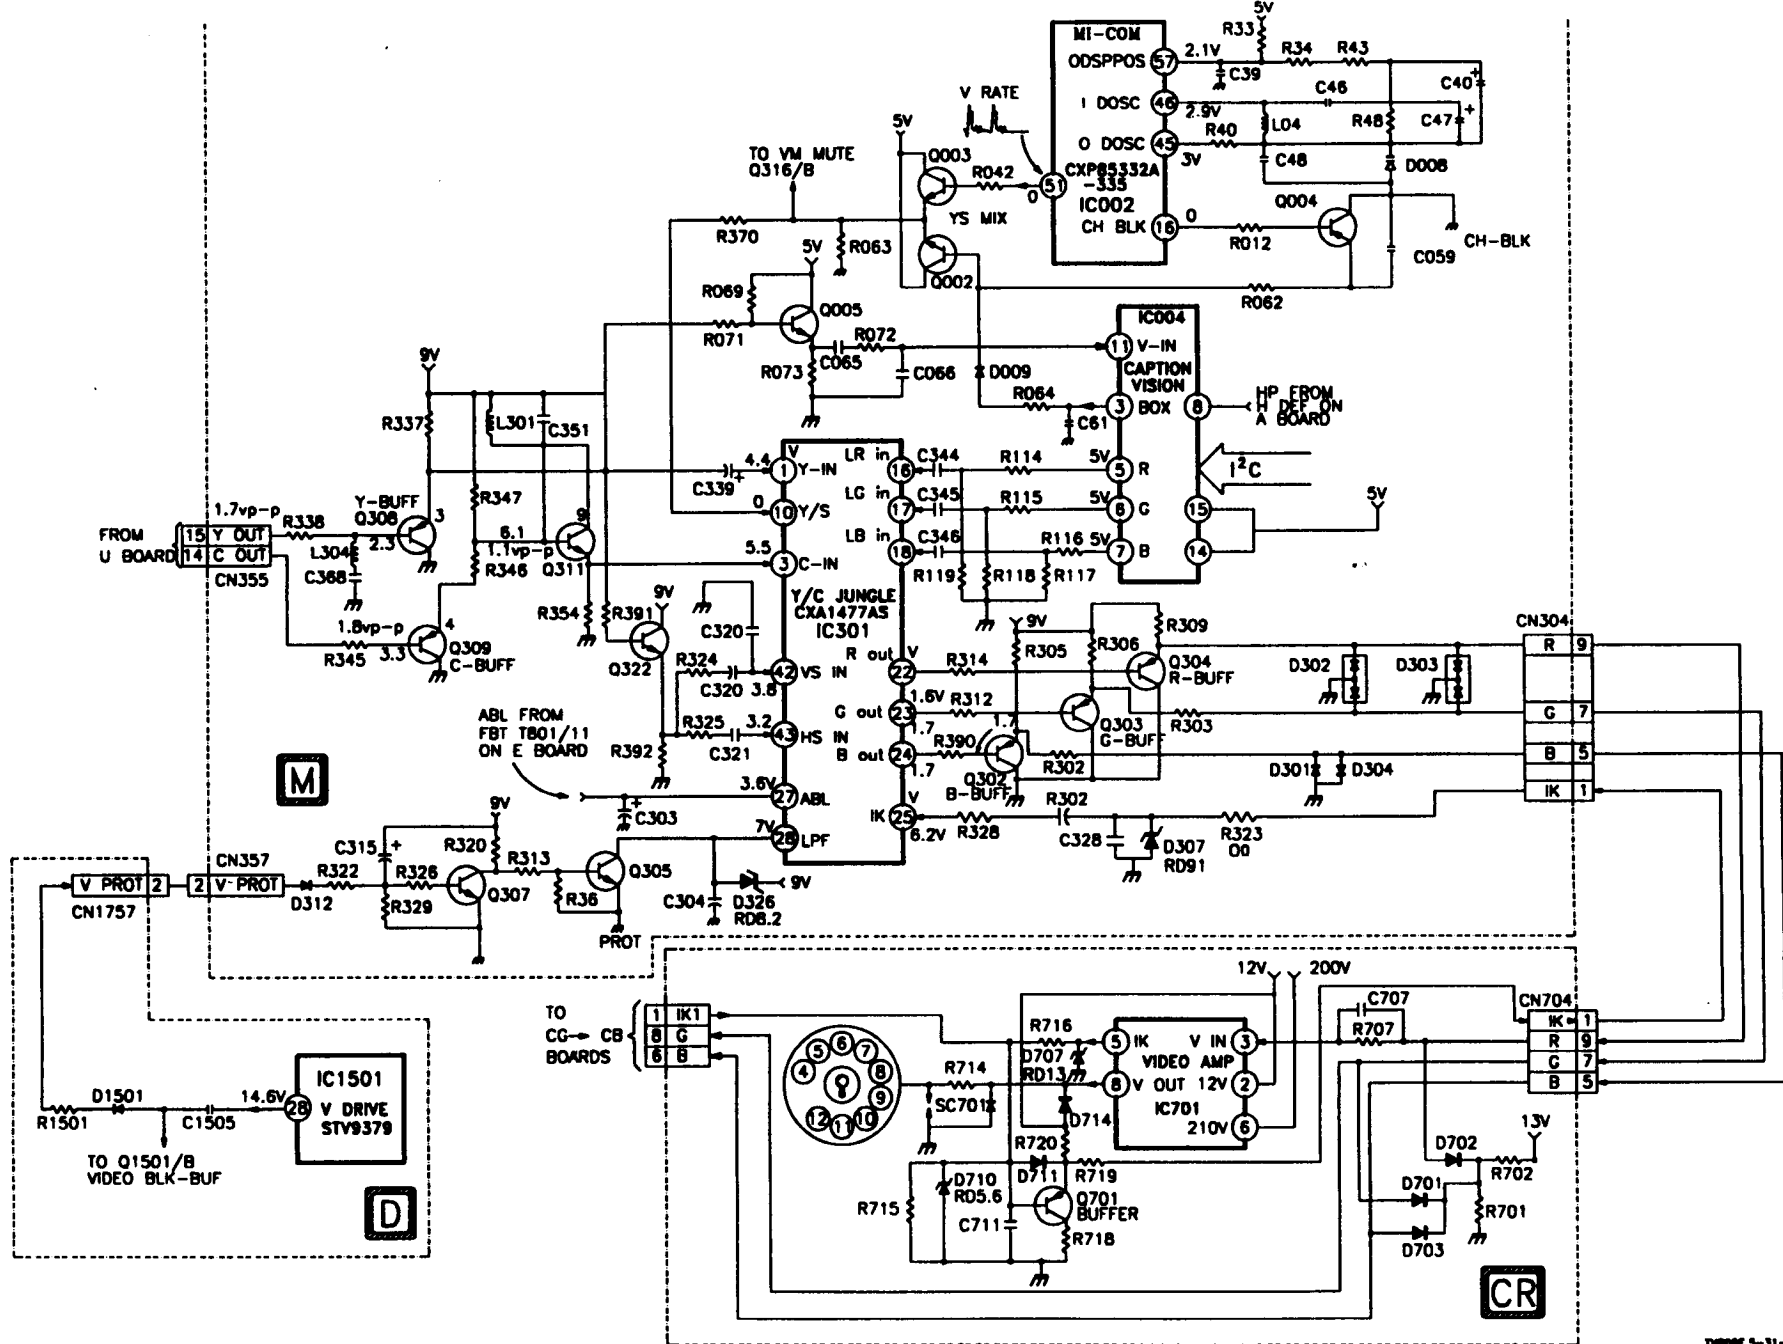 5V
R33
MI-COM
ODSPPOS 57 2.1V
R34
R43
C39
C46
C40 +
V RATE
I DOSC 46
2.9V
L04
R48
C47 +
5V
O DOSC 45
3V
R40
C48
D008
TO VM MUTE
Q316/B
Q003
R042
51
0
CXP85332A
-335
IC002
YS MIX
Q004
CH BLK 16 0
R012
CH-BLK
R370
R063
Q002
C059
5V
R062
R069
Q005
R071
R072
C065
R073
C066
D009
R064
IC004
11 V-IN
CAPTION
VISION
3 BOX 8
HP FROM
H DEF ON
A BOARD
C61
9V
R337
L301
C351
V
4.4
1 Y-IN
LR in 16
C344
R114
5V
5 R
I²C
C339 +
Y-BUFF
Q308
3
R347
0
10 Y/S
LG in 17
C345
R115
5V
6 G
15
5V
FROM
U BOARD
1.7vp-p
15 Y OUT
14 C OUT
CN355
R338
2.3
L304
C368
6.1
1.1vp-p
R346
9
Q311
5.5
3 C-IN
LB in 18
C346
R116
5V
7 B
14
R119
R118
R117
Y/C JUNGLE
CXA1477AS
IC301
R354
R391
9V
C320
1.8vp-p
R345
3.3
4
Q309
C-BUFF
Q322
R324
C320
3.8
42 VS IN
R out 22
V
R314
9V
R305
R306
R309
Q304
R-BUFF
D302
D303
CN304
R 9
1.6V
R312
G out 23
1.7
Q303
G-BUFF
R303
G 7
ABL FROM
FBT T801/11
ON E BOARD
R392
R325
C321
3.2
43 HS IN
B out 24
1.7
R390
1.7
Q302
B-BUFF
R302
D301
D304
B 5
M
3.6V
27 ABL
C303 +
V
IK 25
6.2V
R328
R302
C328
D307
RD91
R323
0Ω
IK 1
9V
C315 +
R320
R313
7V
28 LPF
CN357
V PROT 2
2 V-PROT
CN1757
D312
R322
R326
R329
Q307
R36
Q305
PROT
C304
D326
RD8.2
9V
12V
200V
TO
CG→ CB
BOARDS
1 IK1
8 G
6 B
4
5
6
7
8
9
10
11
12
R716
D707
RD13
5 IK
V IN 3
VIDEO AMP
8 V OUT 12V 2
IC701
210V 6
C707
R707
CN704
IK 1
R 9
G 7
B 5
R714
SC701
D714
R720
D711
R719
R715
D710
RD5.6
C711
Q701
BUFFER
R718
13V
D702
R702
D701
R701
D703
IC1501
V DRIVE
STV9379
28
14.6V
D1501
R1501
C1505
TO Q1501/B
VIDEO BLK-BUF
D
CR